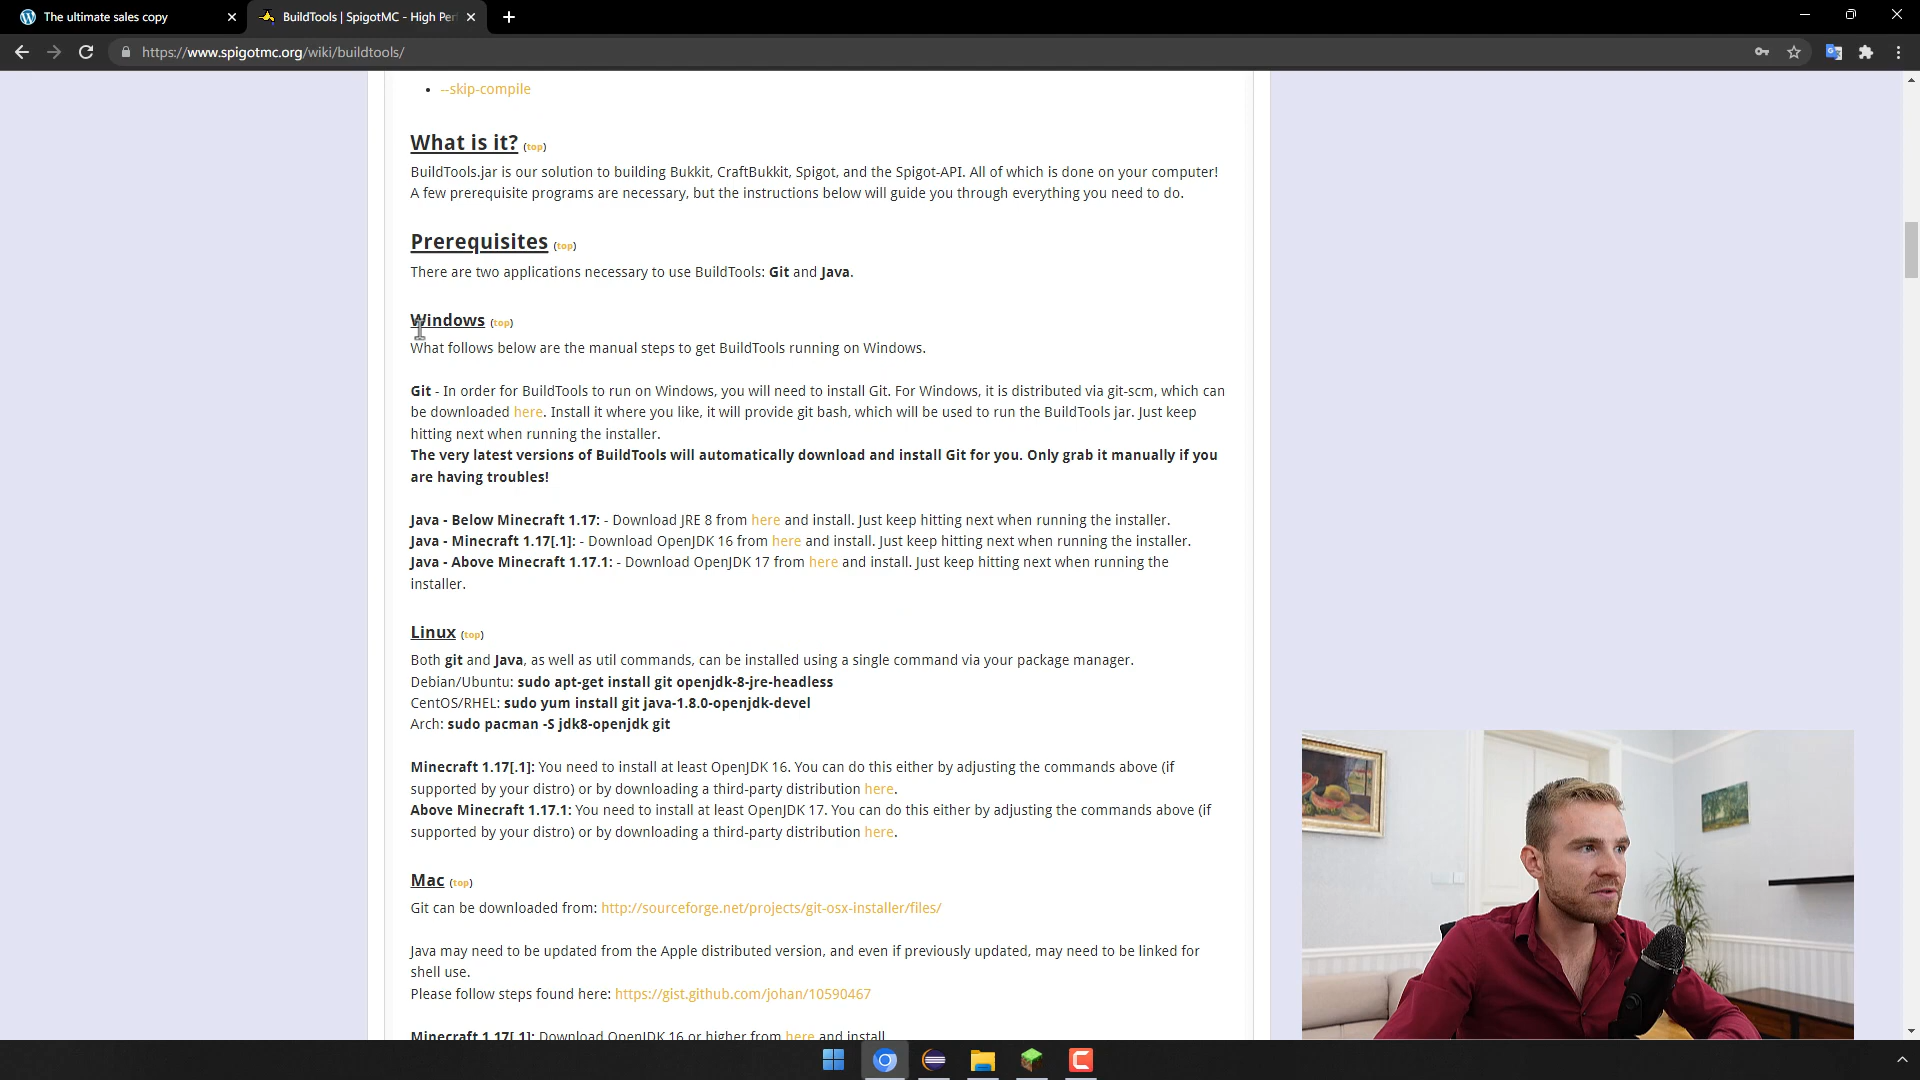 The ultimate sales copy
BuildTools | SpigotMC - High Per
https://www.spigotmc.org/wiki/buildtools/
--skip-compile
What is it? (top)
BuildTools.jar is our solution to building Bukkit, CraftBukkit, Spigot, and the Spigot-API. All of which is done on your computer!
A few prerequisite programs are necessary, but the instructions below will guide you through everything you need to do.
Prerequisites (top)
There are two applications necessary to use BuildTools: Git and Java.
Windows (top)
What follows below are the manual steps to get BuildTools running on Windows.
Git - In order for BuildTools to run on Windows, you will need to install Git. For Windows, it is distributed via git-scm, which can
be downloaded here. Install it where you like, it will provide git bash, which will be used to run the BuildTools jar. Just keep
hitting next when running the installer.
The very latest versions of BuildTools will automatically download and install Git for you. Only grab it manually if you
are having troubles!
Java - Below Minecraft 1.17: - Download JRE 8 from here and install. Just keep hitting next when running the installer.
Java - Minecraft 1.17[.1]: - Download OpenJDK 16 from here and install. Just keep hitting next when running the installer.
Java - Above Minecraft 1.17.1: - Download OpenJDK 17 from here and install. Just keep hitting next when running the
installer.
Linux (top)
Both git and Java, as well as util commands, can be installed using a single command via your package manager.
Debian/Ubuntu: sudo apt-get install git openjdk-8-jre-headless
CentOS/RHEL: sudo yum install git java-1.8.0-openjdk-devel
Arch: sudo pacman -S jdk8-openjdk git
Minecraft 1.17[.1]: You need to install at least OpenJDK 16. You can do this either by adjusting the commands above (if
supported by your distro) or by downloading a third-party distribution here.
Above Minecraft 1.17.1: You need to install at least OpenJDK 17. You can do this either by adjusting the commands above (if
supported by your distro) or by downloading a third-party distribution here.
Mac (top)
Git can be downloaded from: http://sourceforge.net/projects/git-osx-installer/files/
Java may need to be updated from the Apple distributed version, and even if previously updated, may need to be linked for
shell use.
Please follow steps found here: https://gist.github.com/johan/10590467
Minecraft 1.17[.1]: Download OpenJDK 16 or higher from here and install